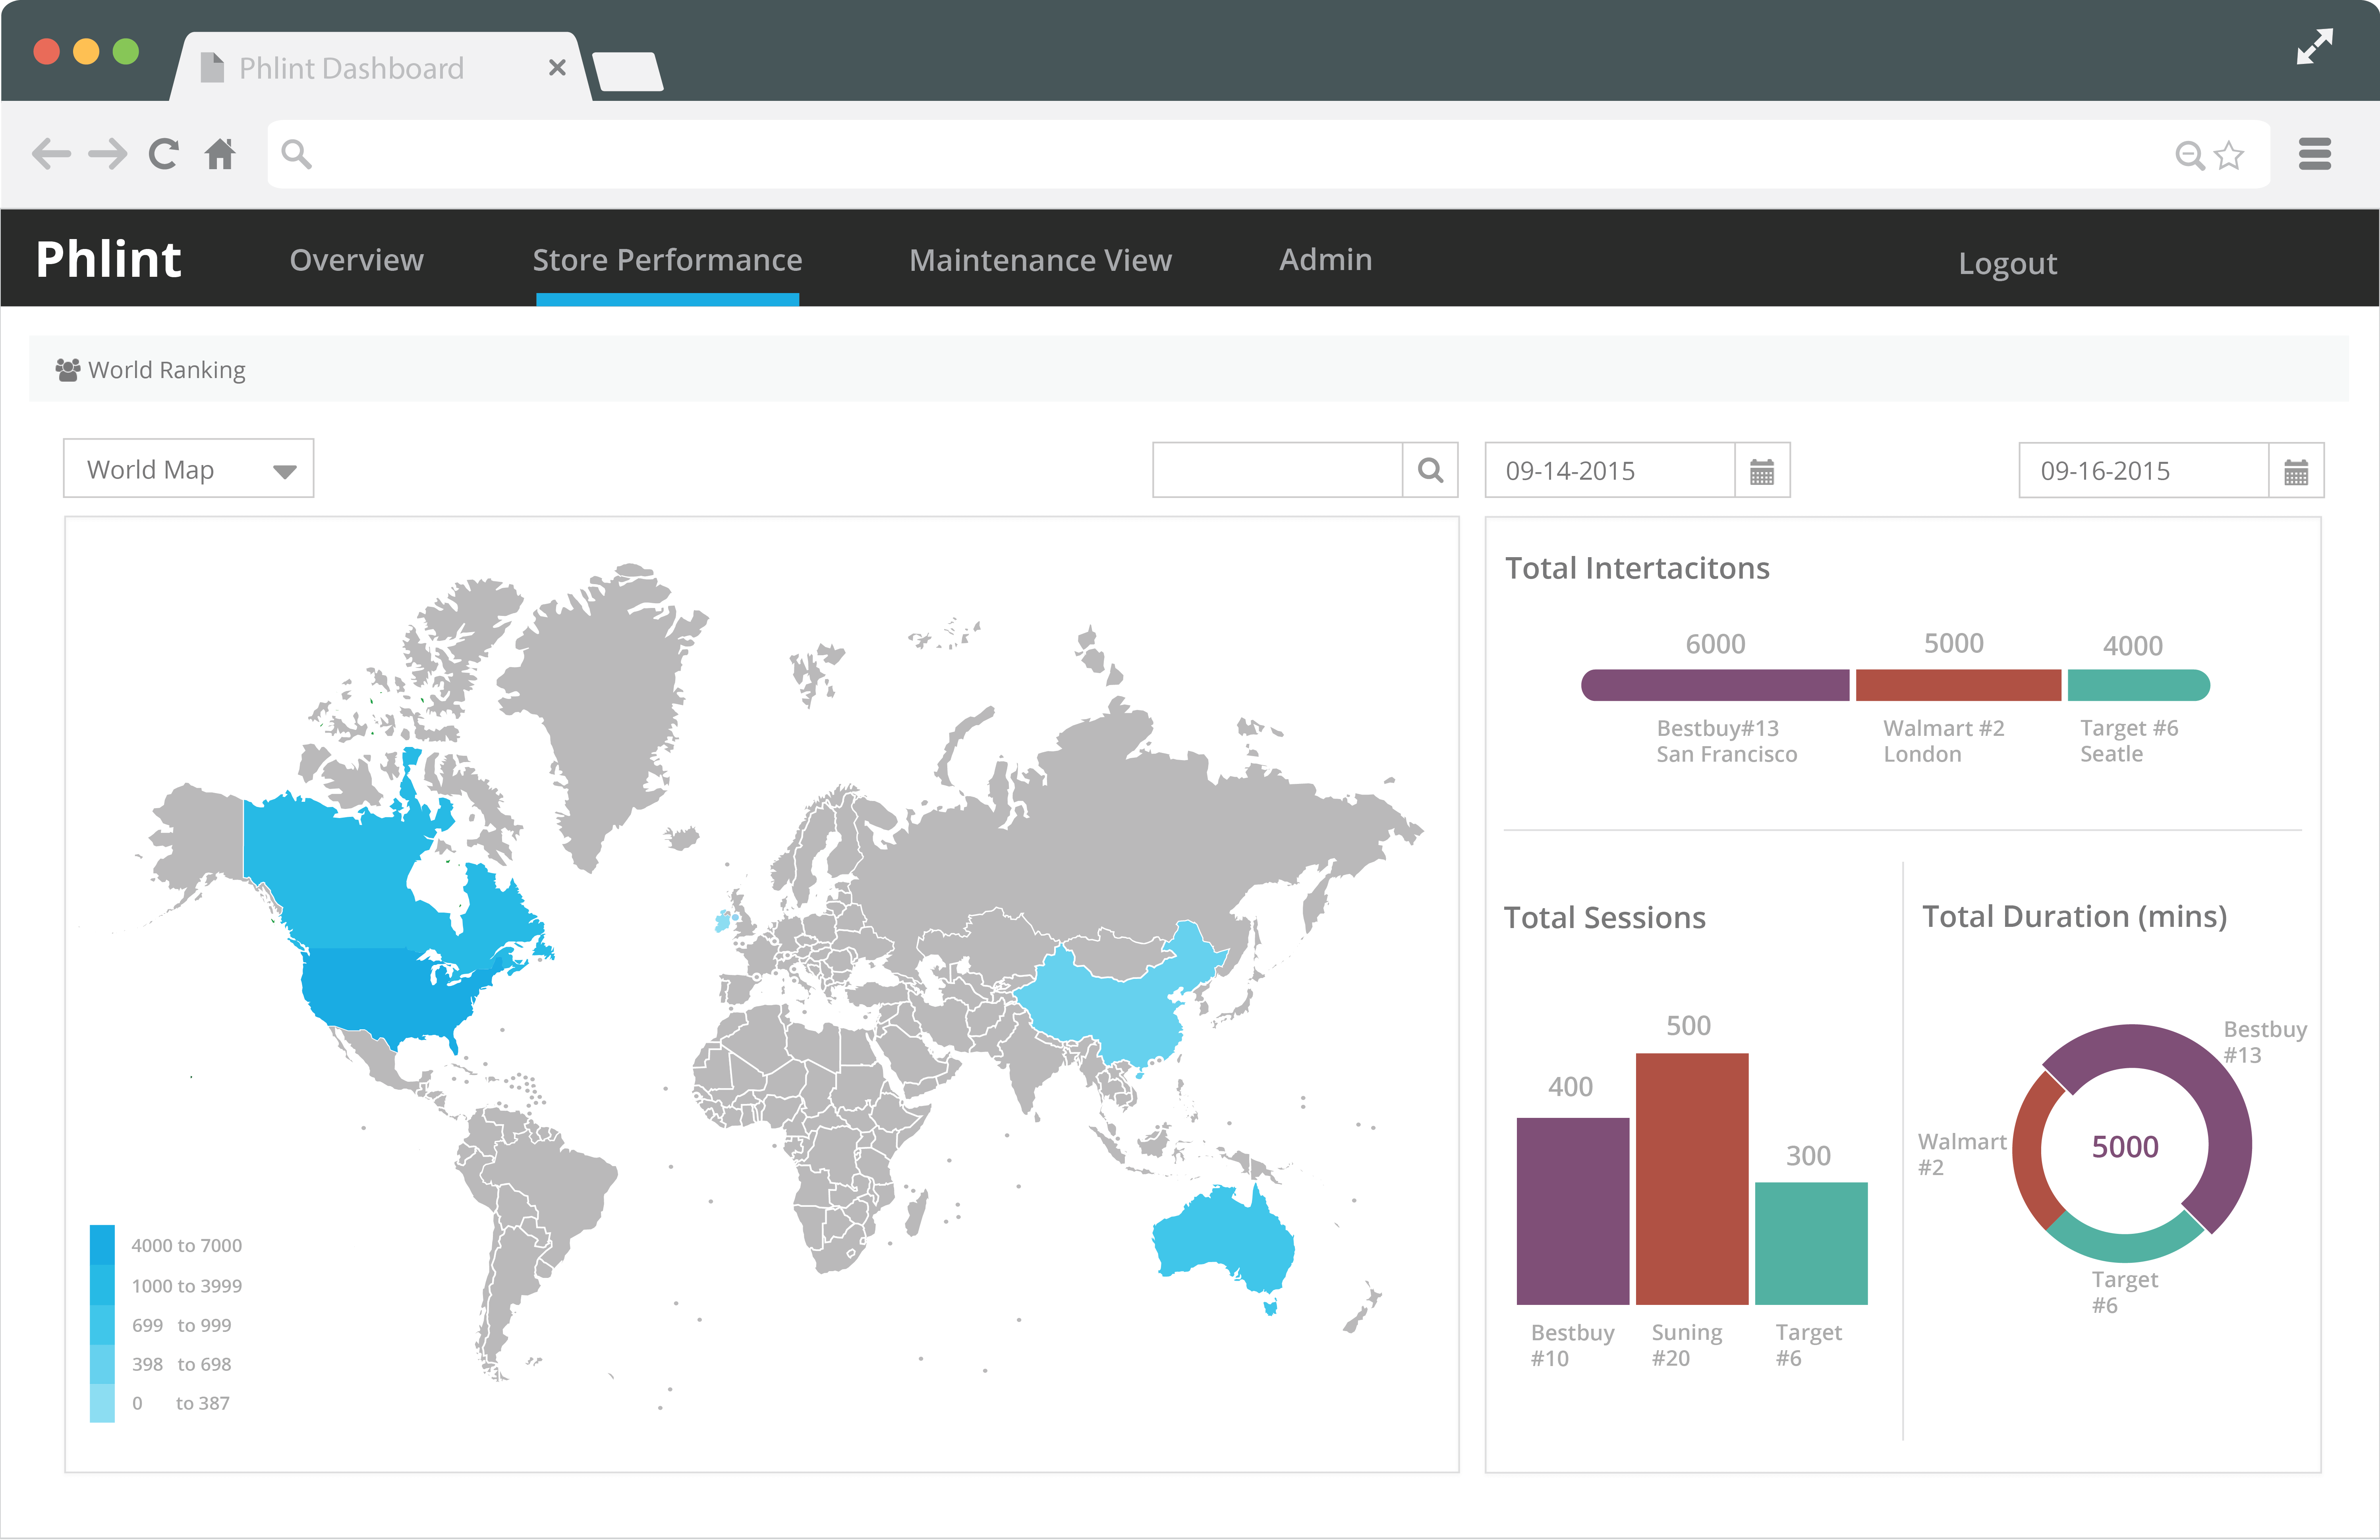 Phlint Dashboard
Phlint
Overview
Store Performance
Maintenance View
Admin
Logout
World Ranking
World Map
09-14-2015
09-16-2015
4000 to 7000
1000 to 3999
699 to 999
398 to 698
0 to 387
Total Intertacitons
6000
5000
4000
Bestbuy#13
San Francisco
Walmart #2
London
Target #6
Seatle
Total Sessions
400
500
300
Bestbuy
#10
Suning
#20
Target
#6
Total Duration (mins)
Bestbuy
#13
Walmart
#2
5000
Target
#6